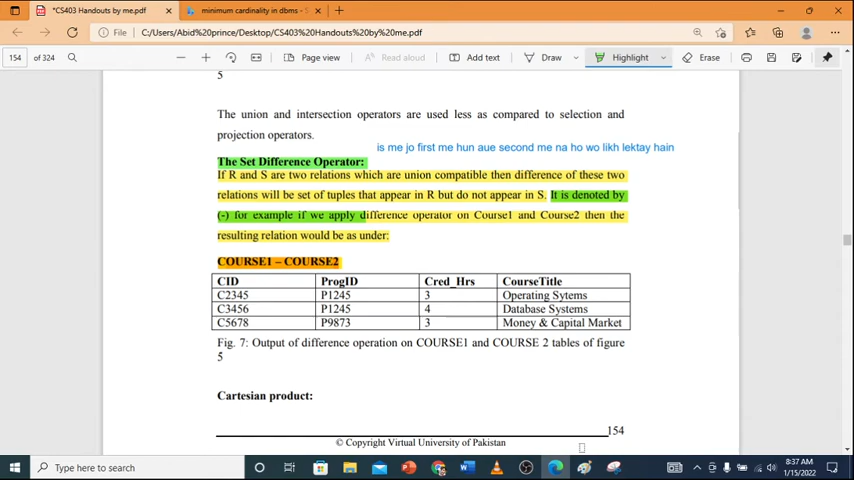 *CS403 Handouts by me.pdf
minimum cardinality in dbms - S
File
C:/Users/Abid%20prince/Desktop/CS403%20Handouts%20by%20me.pdf
154 of 324
Page view
Read aloud
Add text
Draw
Highlight
Erase
5
The union and intersection operators are used less as compared to selection and
projection operators.
is me jo first me hun aue second me na ho wo likh lektay hain
The Set Difference Operator:
If R and S are two relations which are union compatible then difference of these two
relations will be set of tuples that appear in R but do not appear in S. It is denoted by
(-) for example if we apply difference operator on Course1 and Course2 then the
resulting relation would be as under:
COURSE1 – COURSE2
CID ProgID Cred_Hrs CourseTitle
C2345 P1245 3 Operating Sytems
C3456 P1245 4 Database Systems
C5678 P9873 3 Money & Capital Market
Fig. 7: Output of difference operation on COURSE1 and COURSE 2 tables of figure
5
Cartesian product:
154
© Copyright Virtual University of Pakistan
Type here to search
8:37 AM
1/15/2022